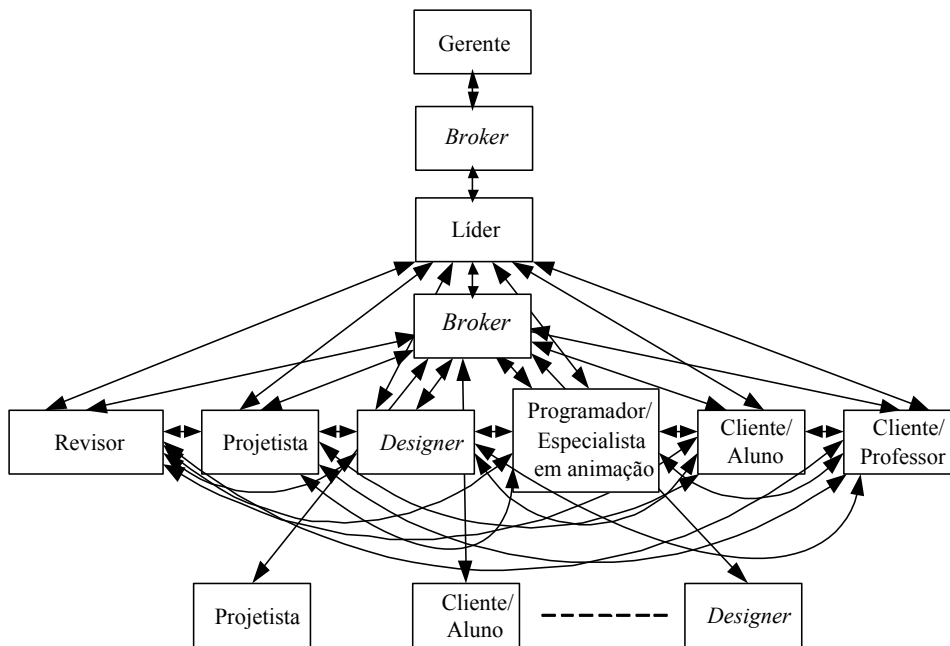 Gerente
Broker
Líder
Broker
Revisor
Projetista
Designer
Programador/
Especialista
em animação
Cliente/
Aluno
Cliente/
Professor
Projetista
Cliente/
Aluno
Designer